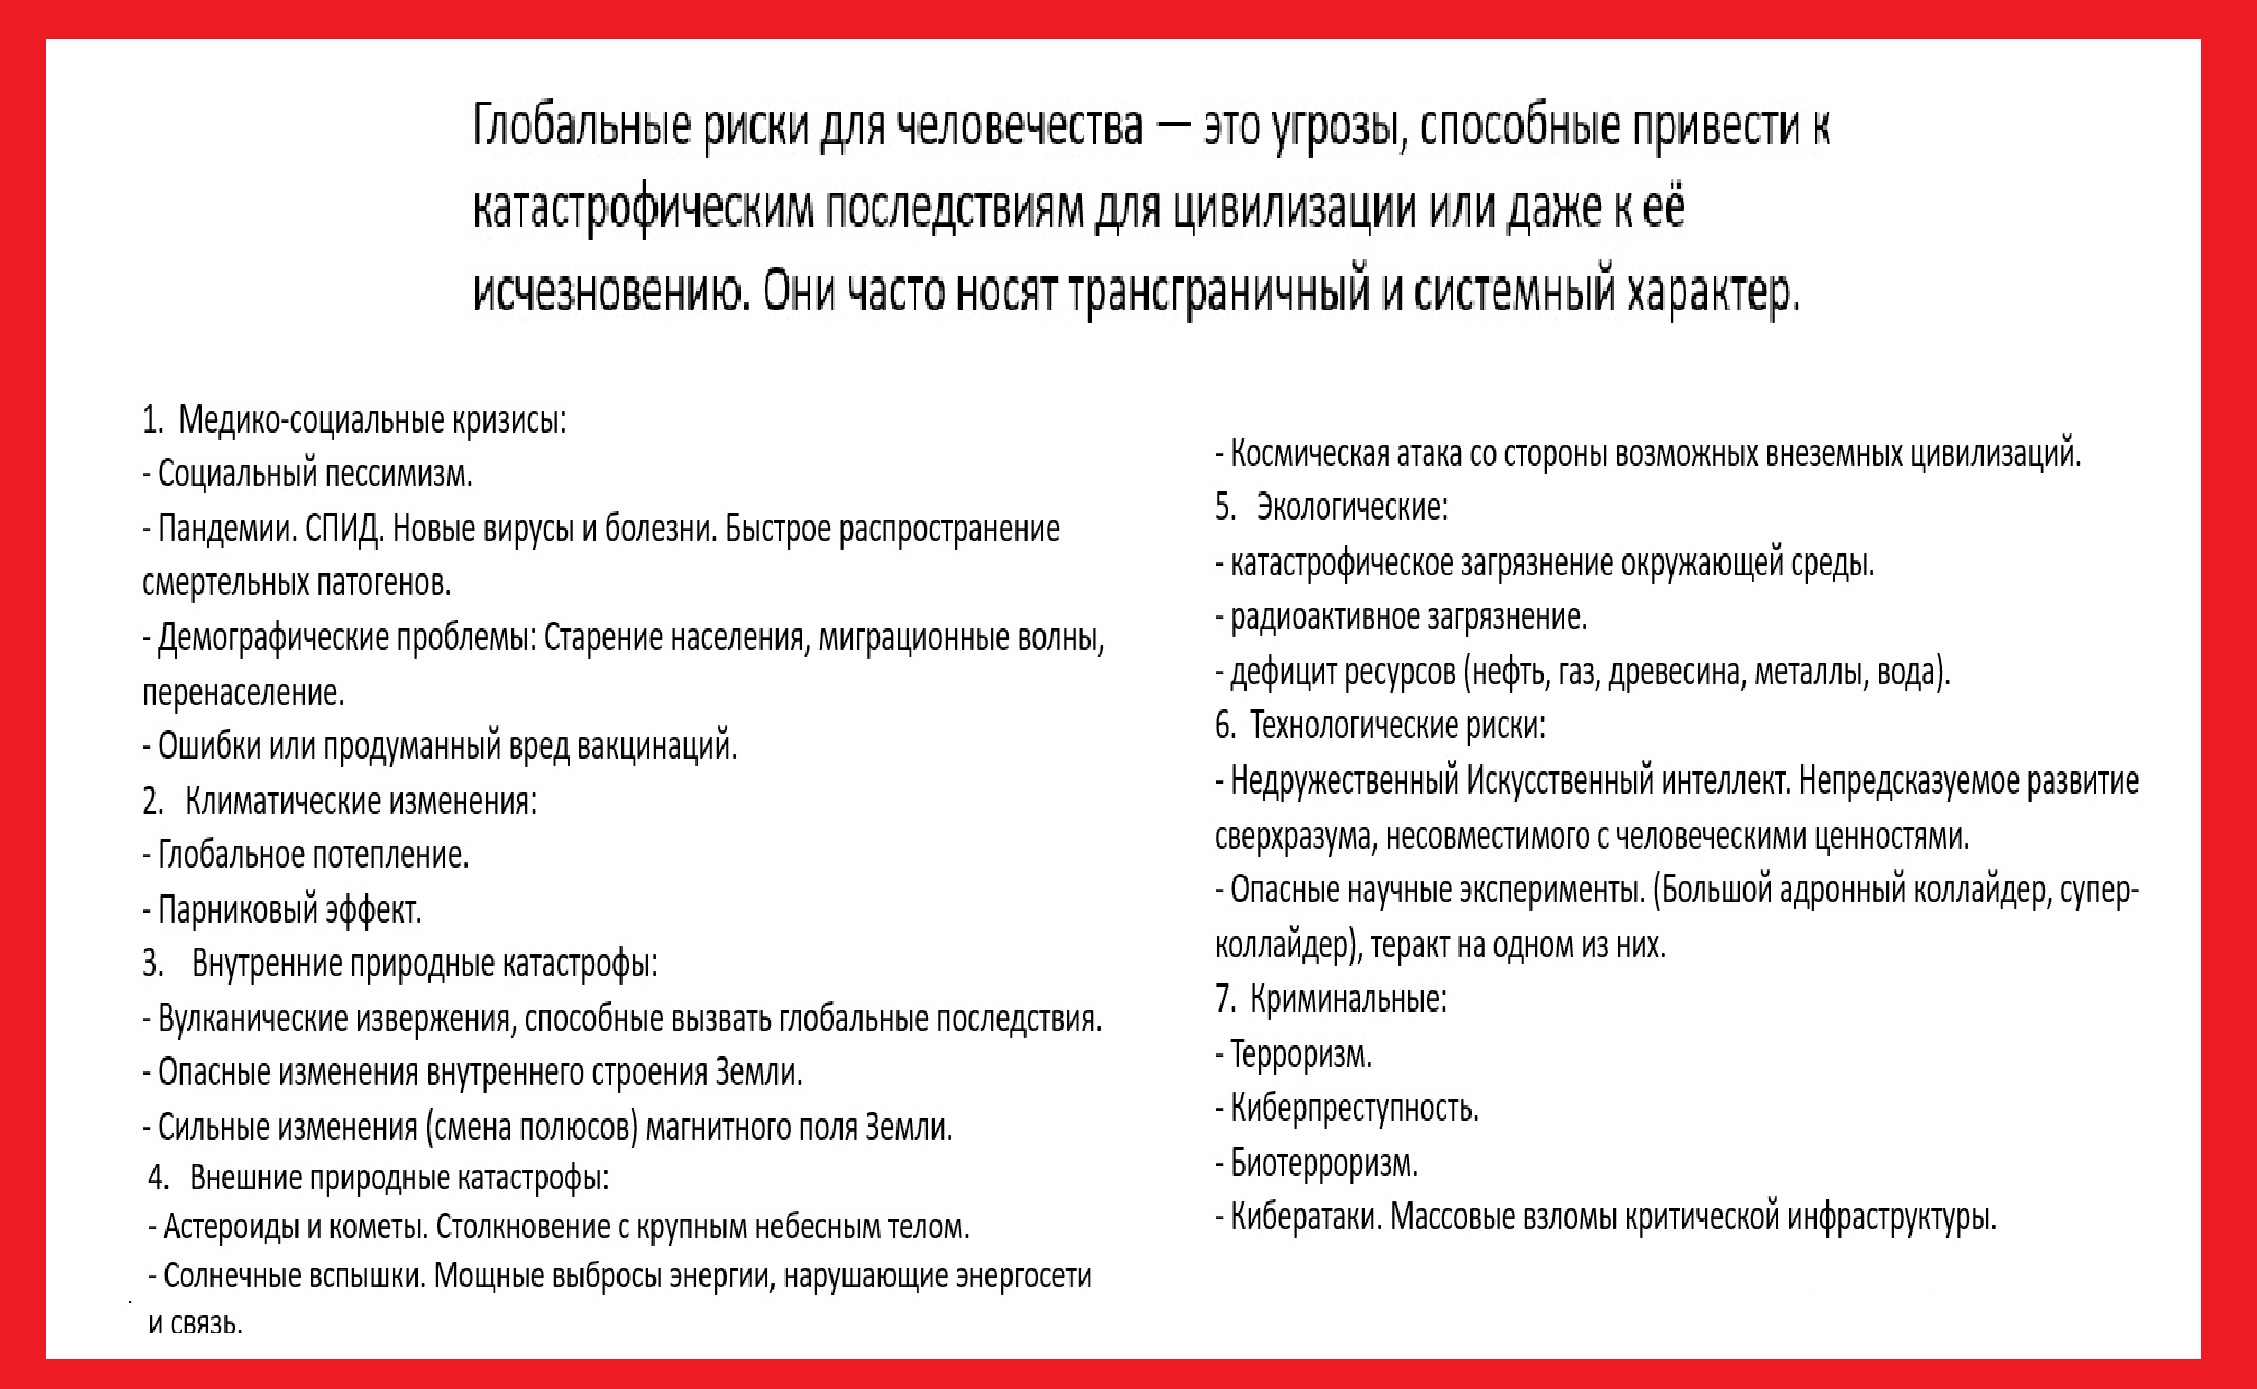 Глобальные риски для человечества — это угрозы, способные привести к
катастрофическим последствиям для цивилизации или даже к её
исчезновению. Они часто носят трансграничный и системный характер.
1. Медико-социальные кризисы:
- Социальный пессимизм.
- Пандемии. СПИД. Новые вирусы и болезни. Быстрое распространение
смертельных патогенов.
- Демографические проблемы: Старение населения, миграционные волны,
перенаселение.
- Ошибки или продуманный вред вакцинаций.
2. Климатические изменения:
- Глобальное потепление.
- Парниковый эффект.
3. Внутренние природные катастрофы:
- Вулканические извержения, способные вызвать глобальные последствия.
- Опасные изменения внутреннего строения Земли.
- Сильные изменения (смена полюсов) магнитного поля Земли.
4. Внешние природные катастрофы:
- Астероиды и кометы. Столкновение с крупным небесным телом.
- Солнечные вспышки. Мощные выбросы энергии, нарушающие энергосети
и связь.
- Космическая атака со стороны возможных внеземных цивилизаций.
5. Экологические:
- катастрофическое загрязнение окружающей среды.
- радиоактивное загрязнение.
- дефицит ресурсов (нефть, газ, древесина, металлы, вода).
6. Технологические риски:
- Недружественный Искусственный интеллект. Непредсказуемое развитие
сверхразума, несовместимого с человеческими ценностями.
- Опасные научные эксперименты. (Большой адронный коллайдер, супер-
коллайдер), теракт на одном из них.
7. Криминальные:
- Терроризм.
- Киберпреступность.
- Биотерроризм.
- Кибератаки. Массовые взломы критической инфраструктуры.